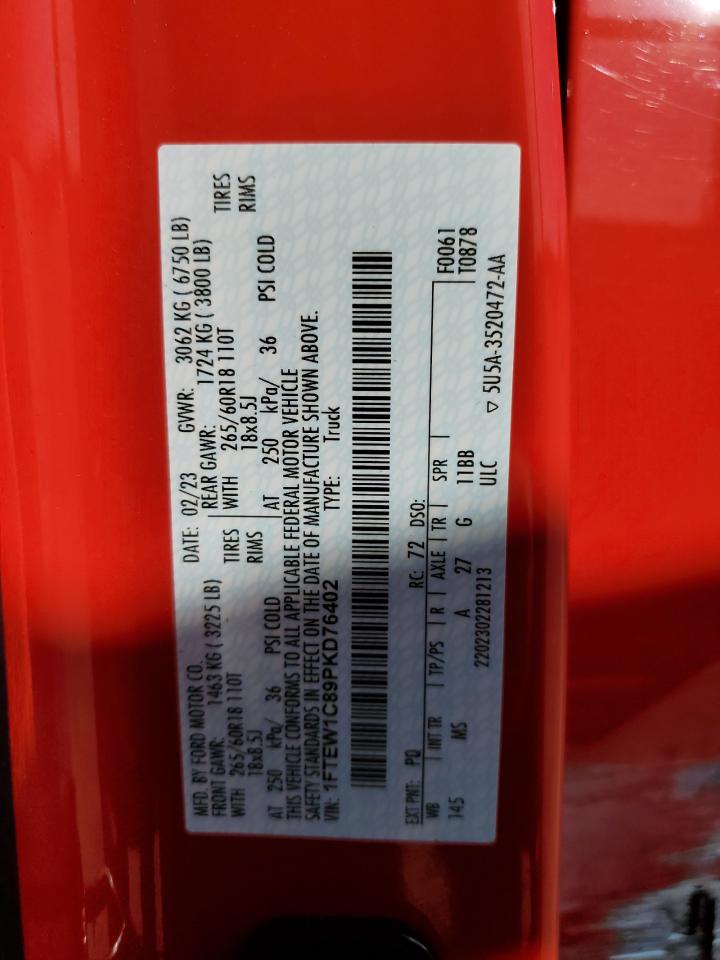 MFD. BY FORD MOTOR CO.
DATE: 02/23 GVWR: 3062 KG ( 6750 LB)
FRONT GAWR: 1463 KG ( 3225 LB) REAR GAWR: 1724 KG ( 3800 LB)
WITH 265/60R18 110T TIRES WITH 265/60R18 110T TIRES
18x8.5J RIMS 18x8.5J RIMS
AT 250 kPa/ 36 PSI COLD AT 250 kPa/ 36 PSI COLD
THIS VEHICLE CONFORMS TO ALL APPLICABLE FEDERAL MOTOR VEHICLE
SAFETY STANDARDS IN EFFECT ON THE DATE OF MANUFACTURE SHOWN ABOVE.
VIN: 1FTEW1C89PKD76402 TYPE: Truck
EXT PNT: PQ RC: 72 DSO: F0061
WB INT TR TP/PS R AXLE TR SPR T0878
145 MS A 27 G 11BB
2202302281213 ULC ▽ 5U5A-3520472-AA